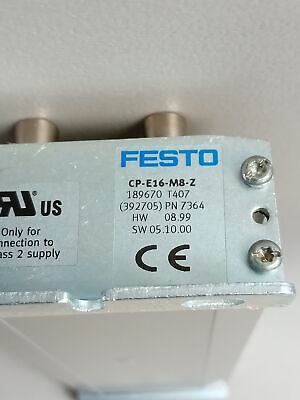 FESTO
CP-E16-M8-Z
189670 T407
(392705) PN 7364
HW 08.99
SW 05.10.00
CE
US
Only for
connection to
class 2 supply